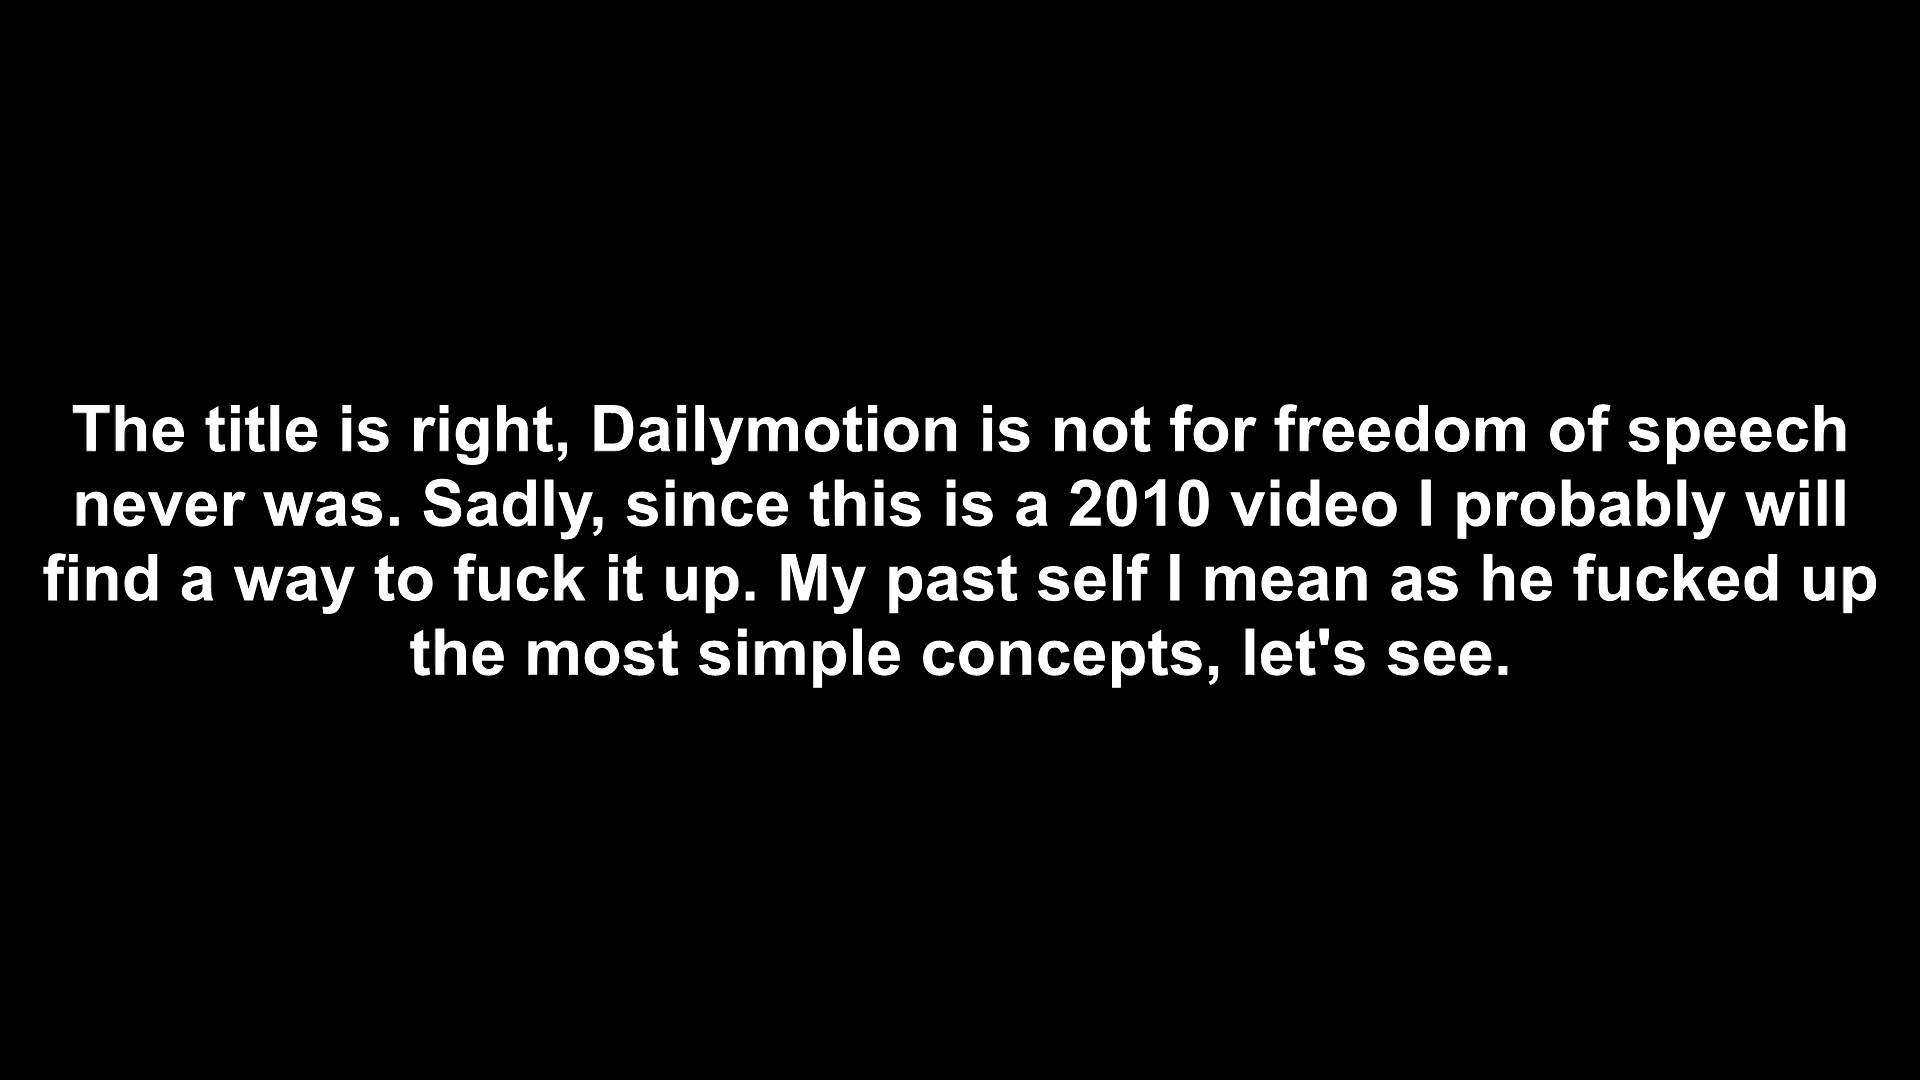 The title is right, Dailymotion is not for freedom of speech
never was. Sadly, since this is a 2010 video I probably will
find a way to fuck it up. My past self I mean as he fucked up
the most simple concepts, let's see.